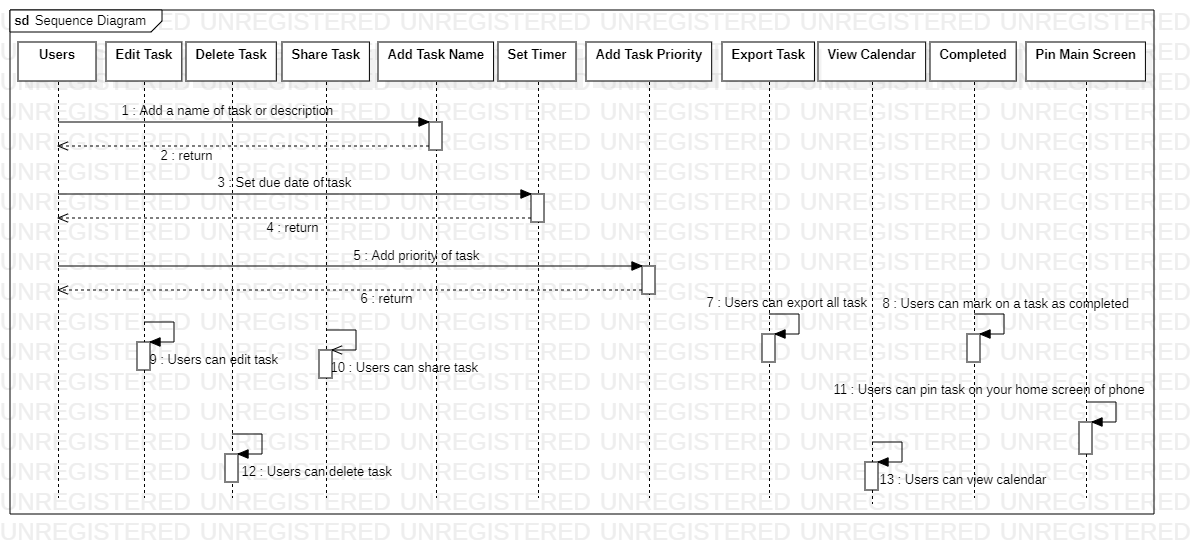 sd Sequence Diagram
Users
Edit Task
Delete Task
Share Task
Add Task Name
Set Timer
Add Task Priority
Export Task
View Calendar
Completed
Pin Main Screen
1 : Add a name of task or description
2 : return
3 : Set due date of task
4 : return
5 : Add priority of task
6 : return
7 : Users can export all task
8 : Users can mark on a task as completed
9 : Users can edit task
10 : Users can share task
11 : Users can pin task on your home screen of phone
12 : Users can delete task
13 : Users can view calendar
UNREGISTERED